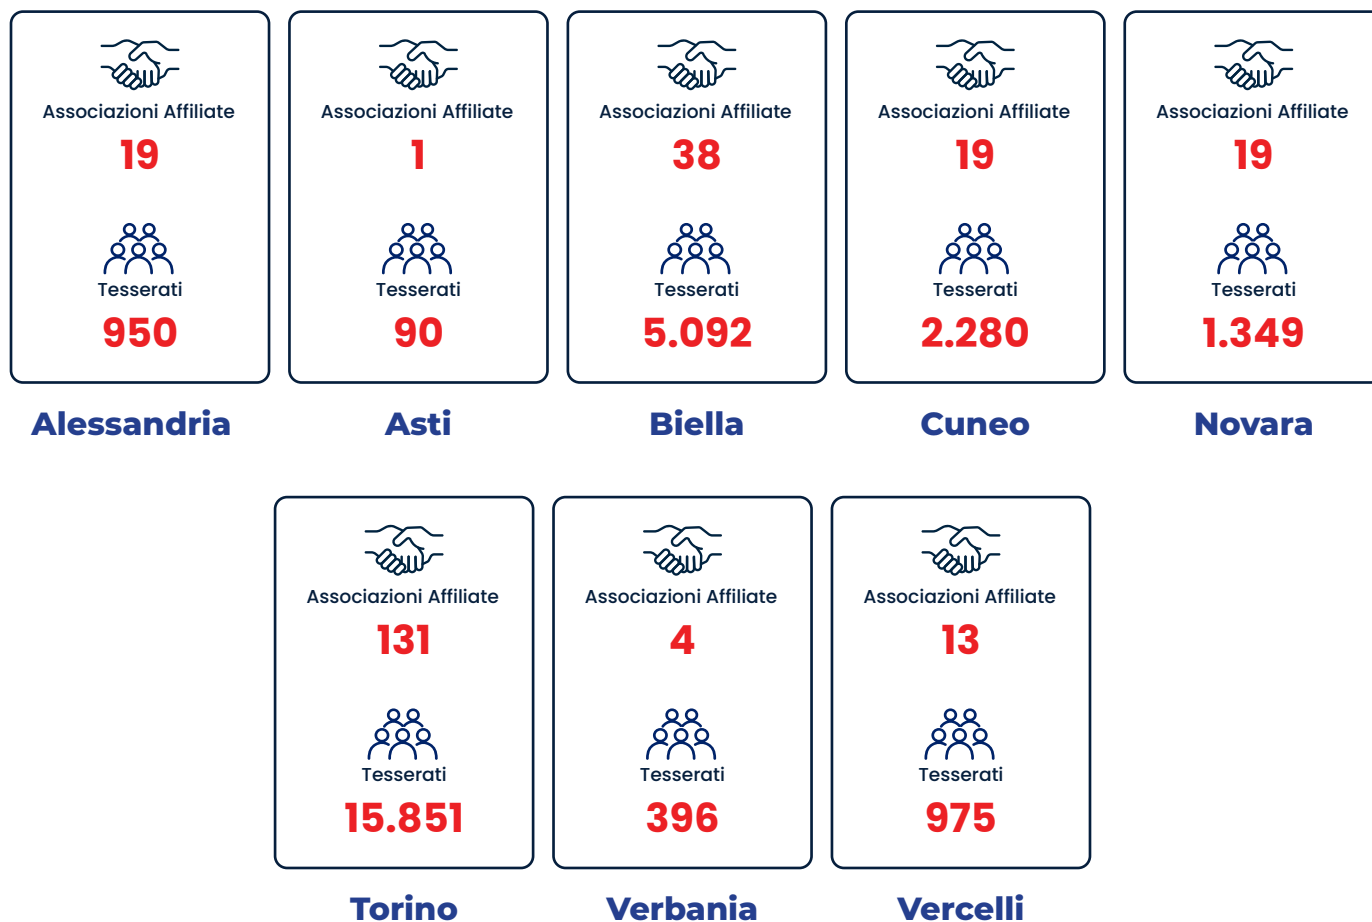 Associazioni Affiliate
19
Tesserati
950
Alessandria
Associazioni Affiliate
1
Tesserati
90
Asti
Associazioni Affiliate
38
Tesserati
5.092
Biella
Associazioni Affiliate
19
Tesserati
2.280
Cuneo
Associazioni Affiliate
19
Tesserati
1.349
Novara
Associazioni Affiliate
131
Tesserati
15.851
Torino
Associazioni Affiliate
4
Tesserati
396
Verbania
Associazioni Affiliate
13
Tesserati
975
Vercelli